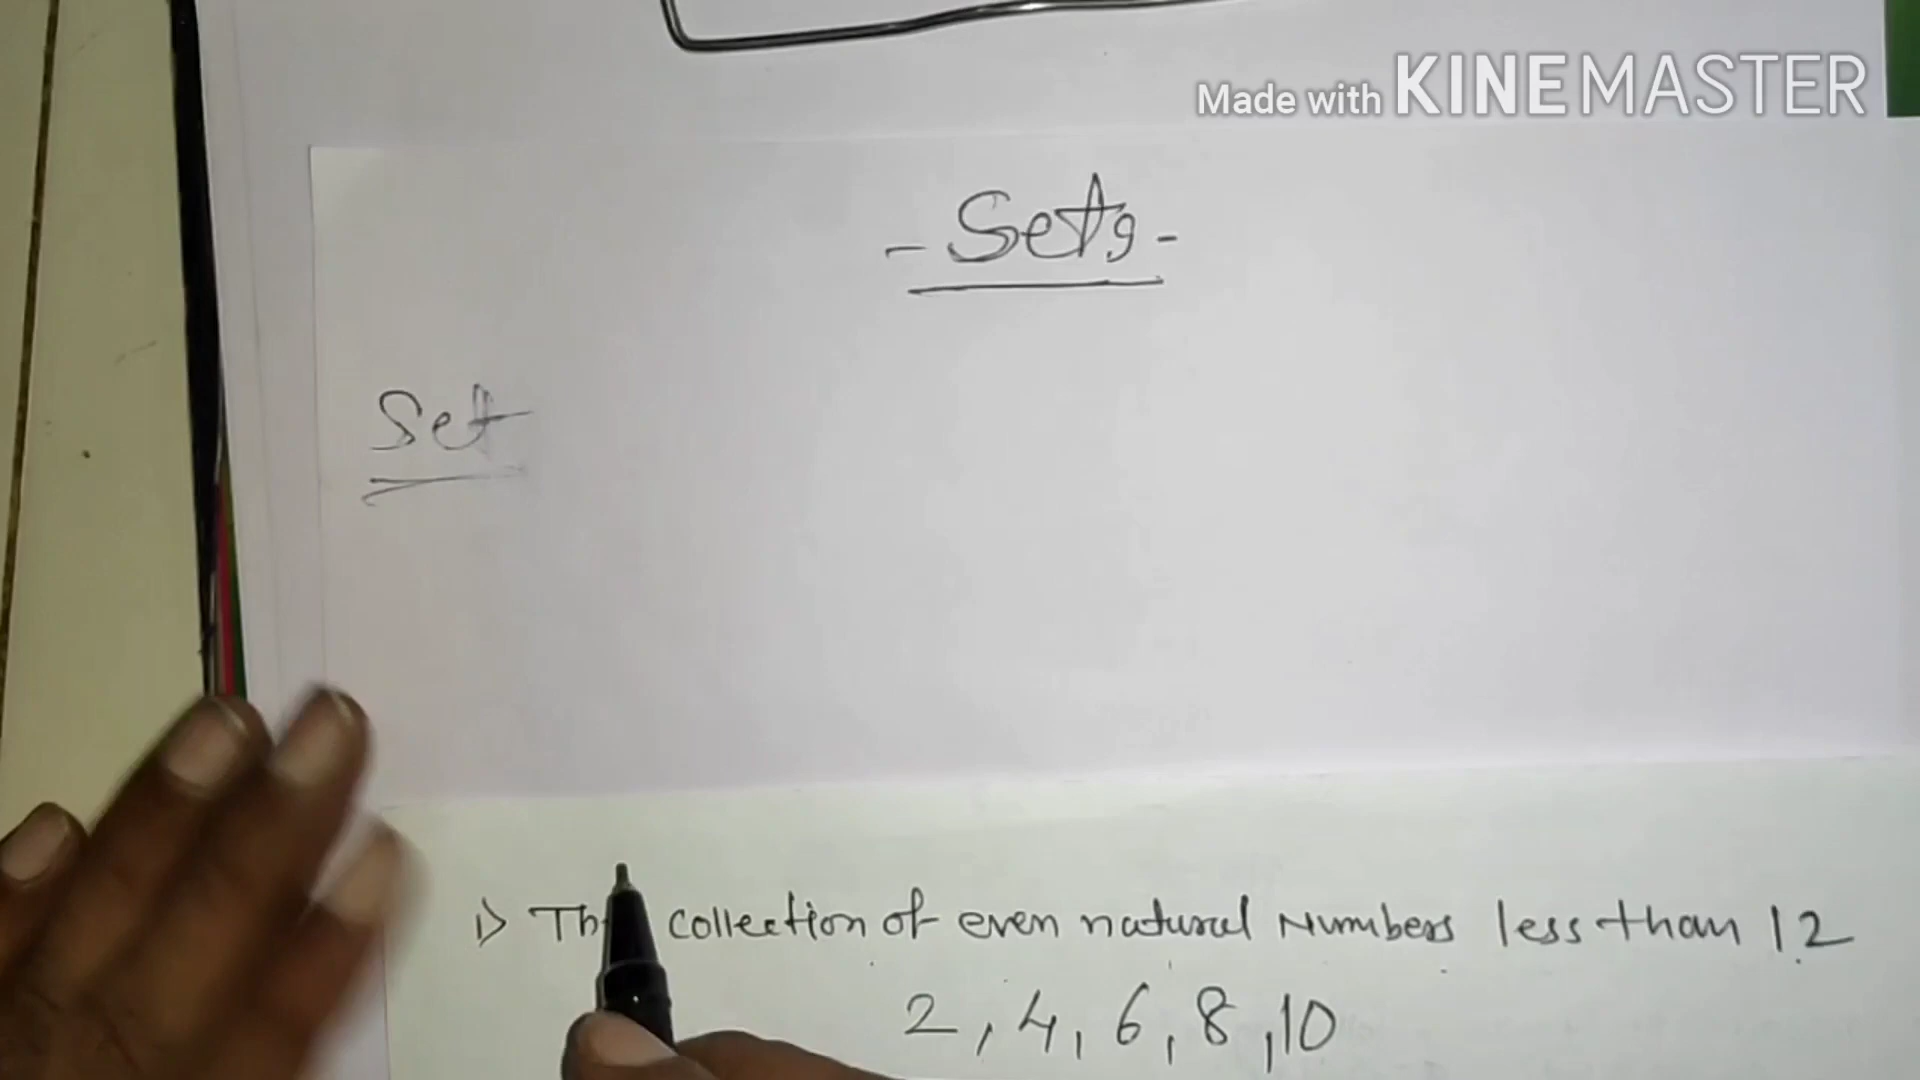 Made with KINEMASTER
- Sets -
Set
1) The collection of even natural Numbers less than 12
2, 4, 6, 8, 10